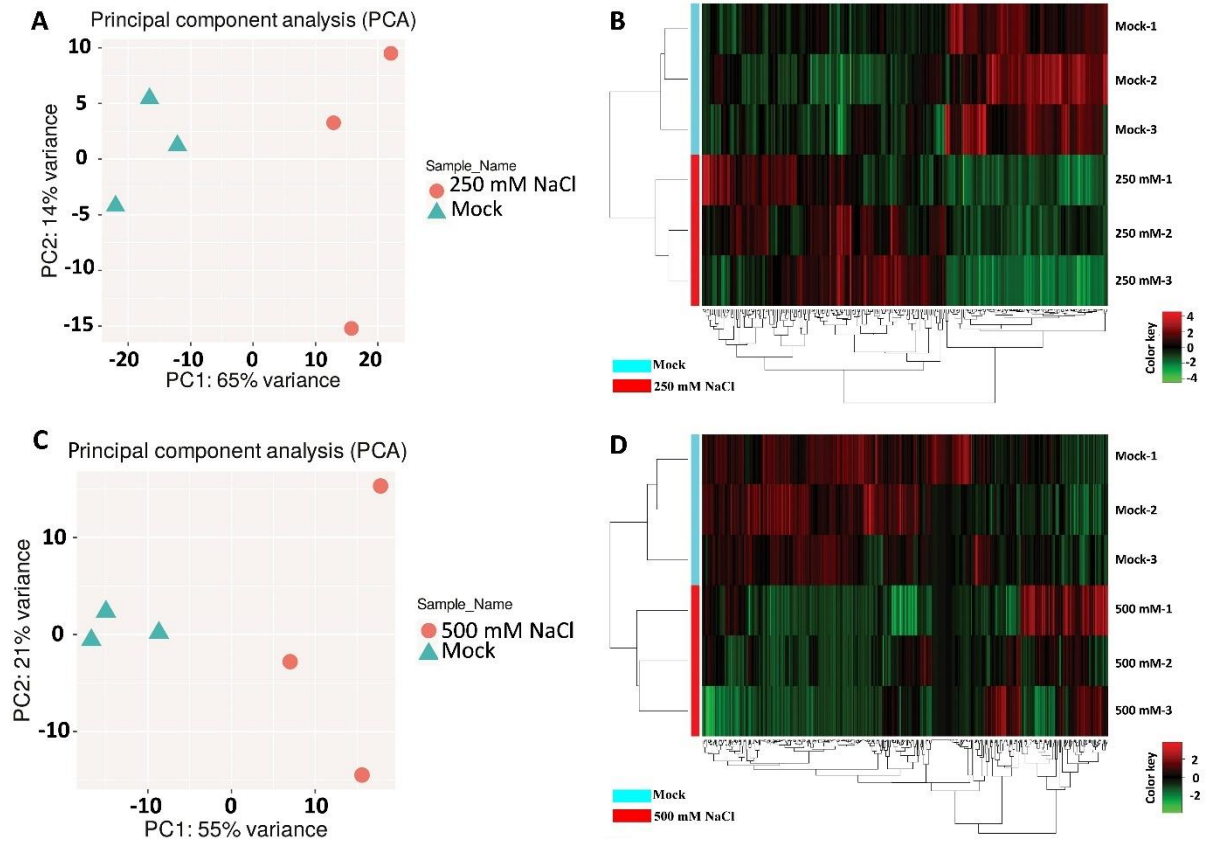 A
Principal component analysis (PCA)
10
5
0
-5
-10
-15
PC2: 14% variance
-20
-10
0
10
20
PC1: 65% variance
Sample_Name
250 mM NaCl
Mock
B
Mock-1
Mock-2
Mock-3
250 mM-1
250 mM-2
250 mM-3
Mock
250 mM NaCl
Color key
4
2
0
-2
-4
C
Principal component analysis (PCA)
10
0
-10
PC2: 21% variance
-10
0
10
PC1: 55% variance
Sample_Name
500 mM NaCl
Mock
D
Mock-1
Mock-2
Mock-3
500 mM-1
500 mM-2
500 mM-3
Mock
500 mM NaCl
Color key
2
0
-2